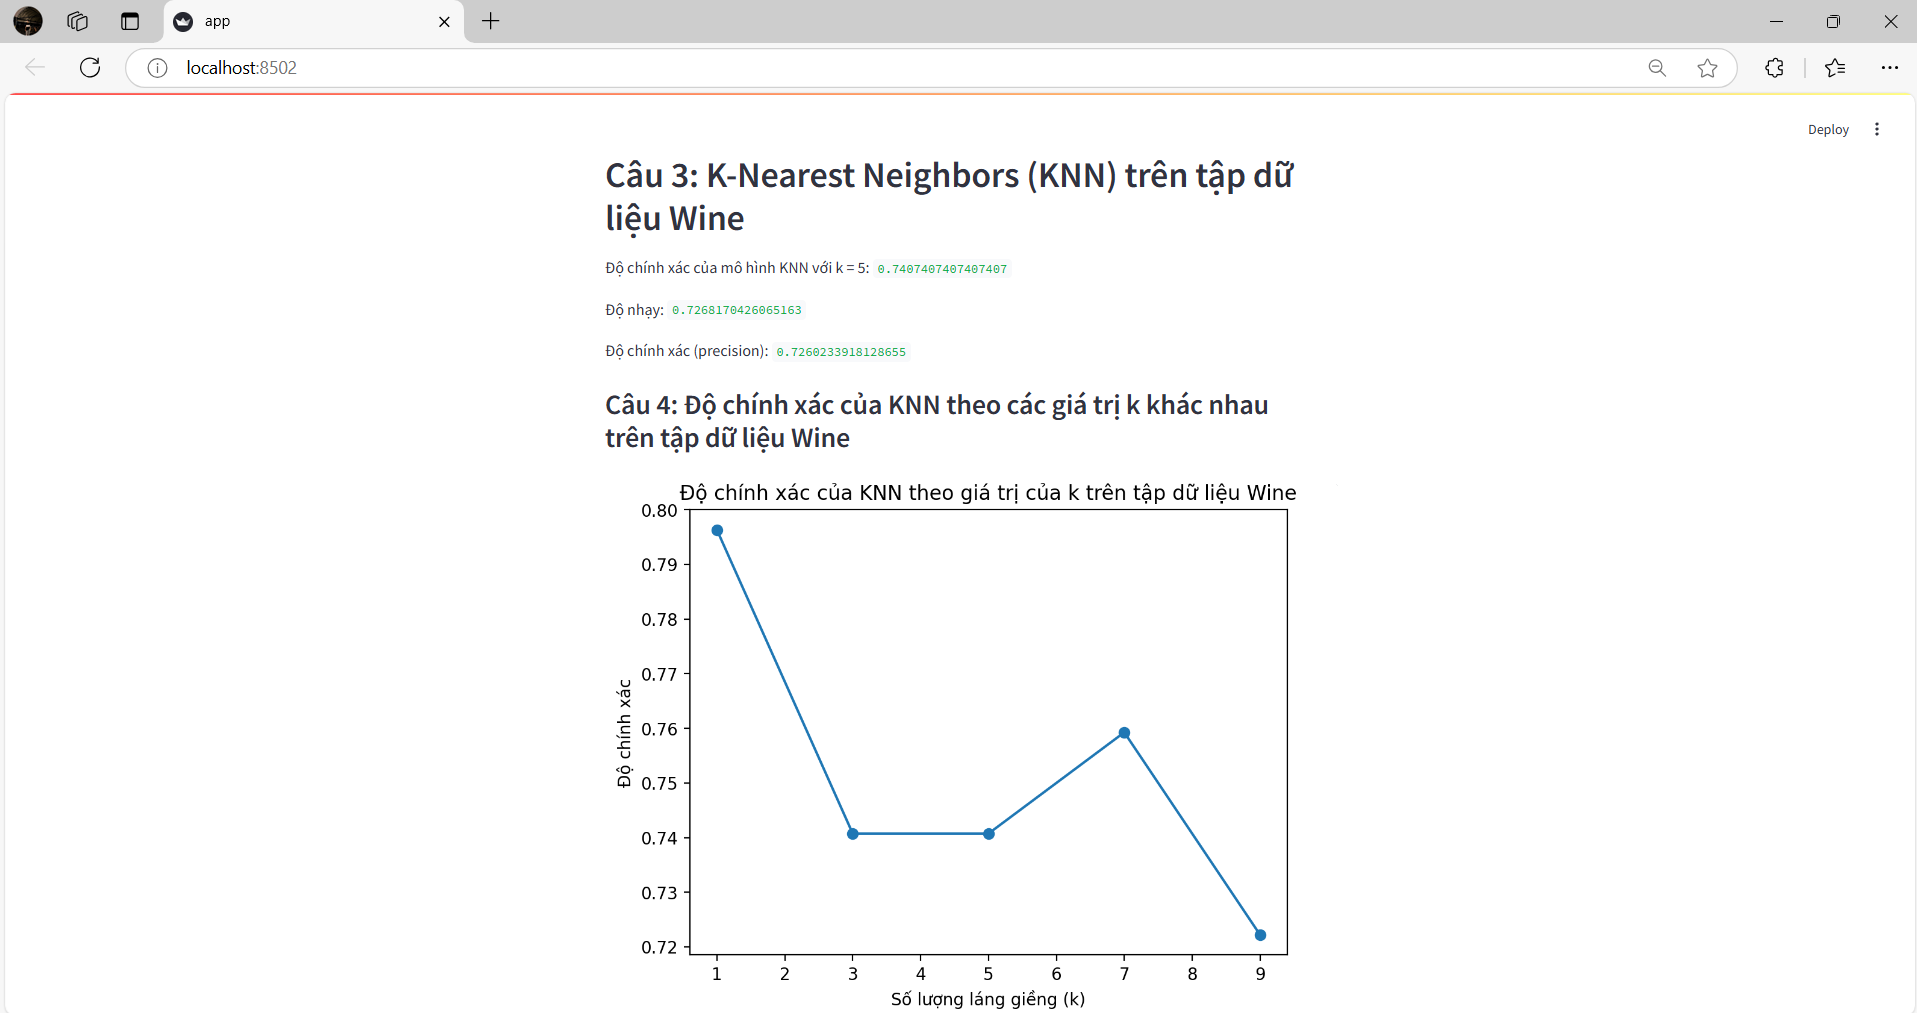 app
localhost:8502
Deploy
Câu 3: K-Nearest Neighbors (KNN) trên tập dữ
liệu Wine
Độ chính xác của mô hình KNN với k = 5: 0.7407407407407407
Độ nhạy: 0.7268170426065163
Độ chính xác (precision): 0.7260233918128655
Câu 4: Độ chính xác của KNN theo các giá trị k khác nhau
trên tập dữ liệu Wine
Độ chính xác của KNN theo giá trị của k trên tập dữ liệu Wine
0.80
0.79
0.78
0.77
0.76
0.75
0.74
0.73
0.72
Độ chính xác
1 2 3 4 5 6 7 8 9
Số lượng láng giềng (k)